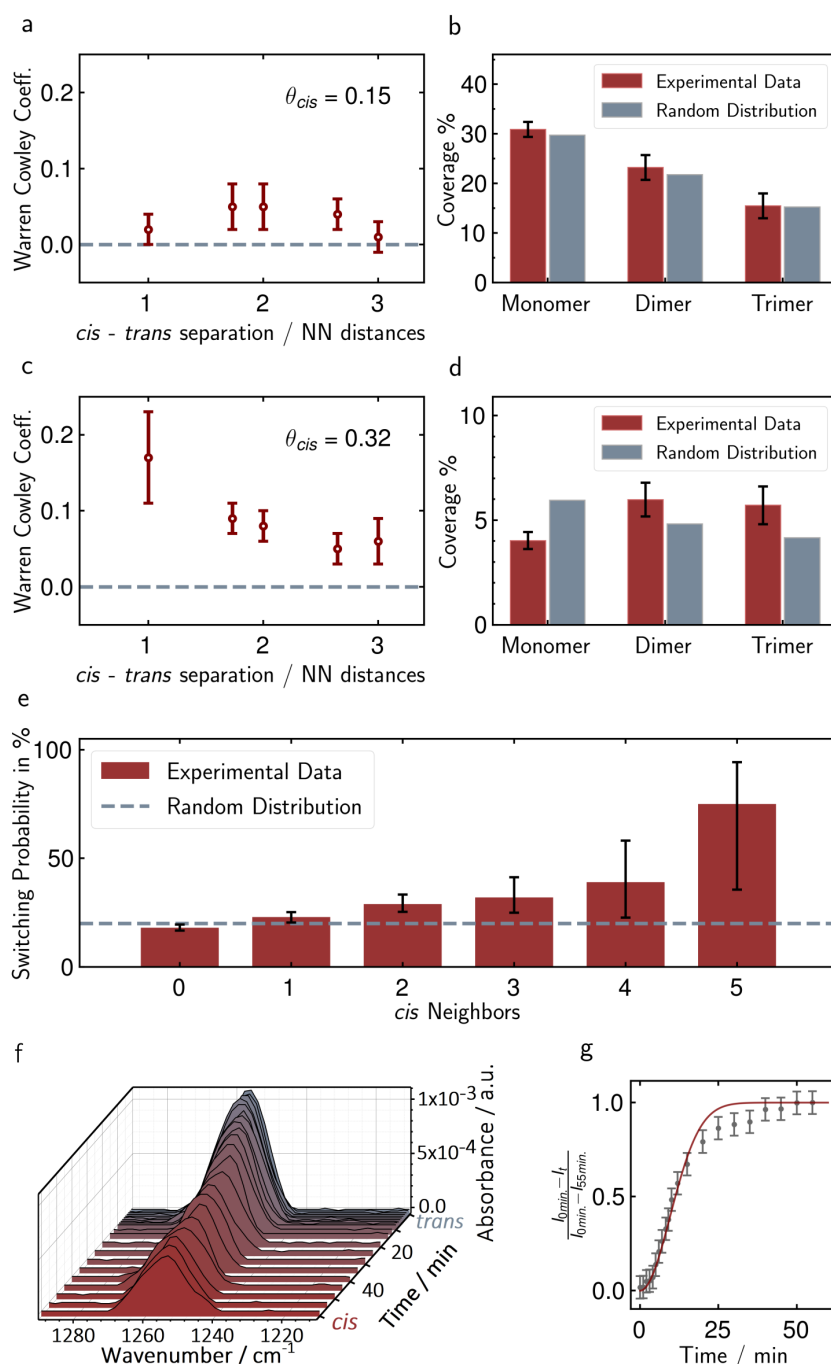 a
Warren Cowley Coeff.
0.2
0.1
0.0
θcis = 0.15
1 2 3
cis - trans separation / NN distances
b
Coverage %
40
30
20
10
0
Experimental Data
Random Distribution
Monomer Dimer Trimer
c
Warren Cowley Coeff.
0.2
0.1
0.0
θcis = 0.32
1 2 3
cis - trans separation / NN distances
d
Coverage %
10
5
0
Experimental Data
Random Distribution
Monomer Dimer Trimer
e
Switching Probability in %
100
50
0
Experimental Data
Random Distribution
0 1 2 3 4 5
cis Neighbors
f
1x10⁻³
5x10⁻⁴
0.0
Absorbance / a.u.
trans
20
40
cis
Time / min
1280 1260 1240 1220
Wavenumber / cm⁻¹
g
I0min.−It
I0min.−I55min.
1.0
0.5
0.0
0 25 50
Time / min